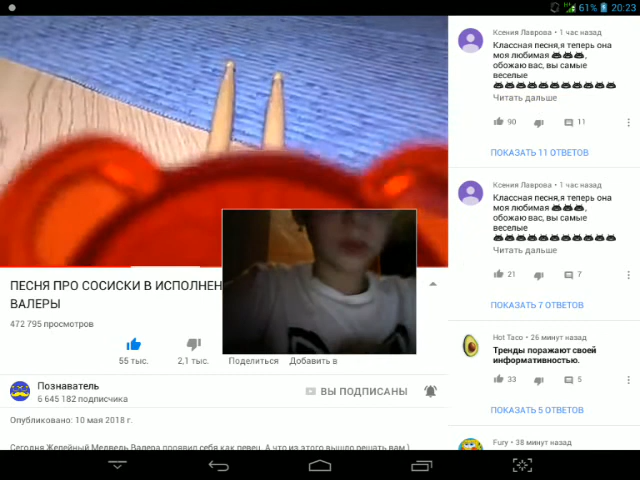 61% 20:23
ПЕСНЯ ПРО СОСИСКИ В ИСПОЛНЕН
ВАЛЕРЫ
472 795 просмотров
55 тыс.
2,1 тыс.
Поделиться
Добавить в
Познаватель
6 645 182 подписчика
ВЫ ПОДПИСАНЫ
Опубликовано: 10 мая 2018 г.
Сегодня Желейный Медведь Валера проявил себя как певец. А что из этого вышло решать вам )
Ксения Лаврова • 1 час назад
Классная песня,я теперь она
моя любимая
обожаю вас, вы самые
веселые
Читать дальше
90
11
ПОКАЗАТЬ 11 ОТВЕТОВ
Ксения Лаврова • 1 час назад
Классная песня,я теперь она
моя любимая
обожаю вас, вы самые
веселые
Читать дальше
21
7
ПОКАЗАТЬ 7 ОТВЕТОВ
Hot Taco • 26 минут назад
Тренды поражают своей
информативностью.
33
5
ПОКАЗАТЬ 5 ОТВЕТОВ
Fury • 38 минут назад